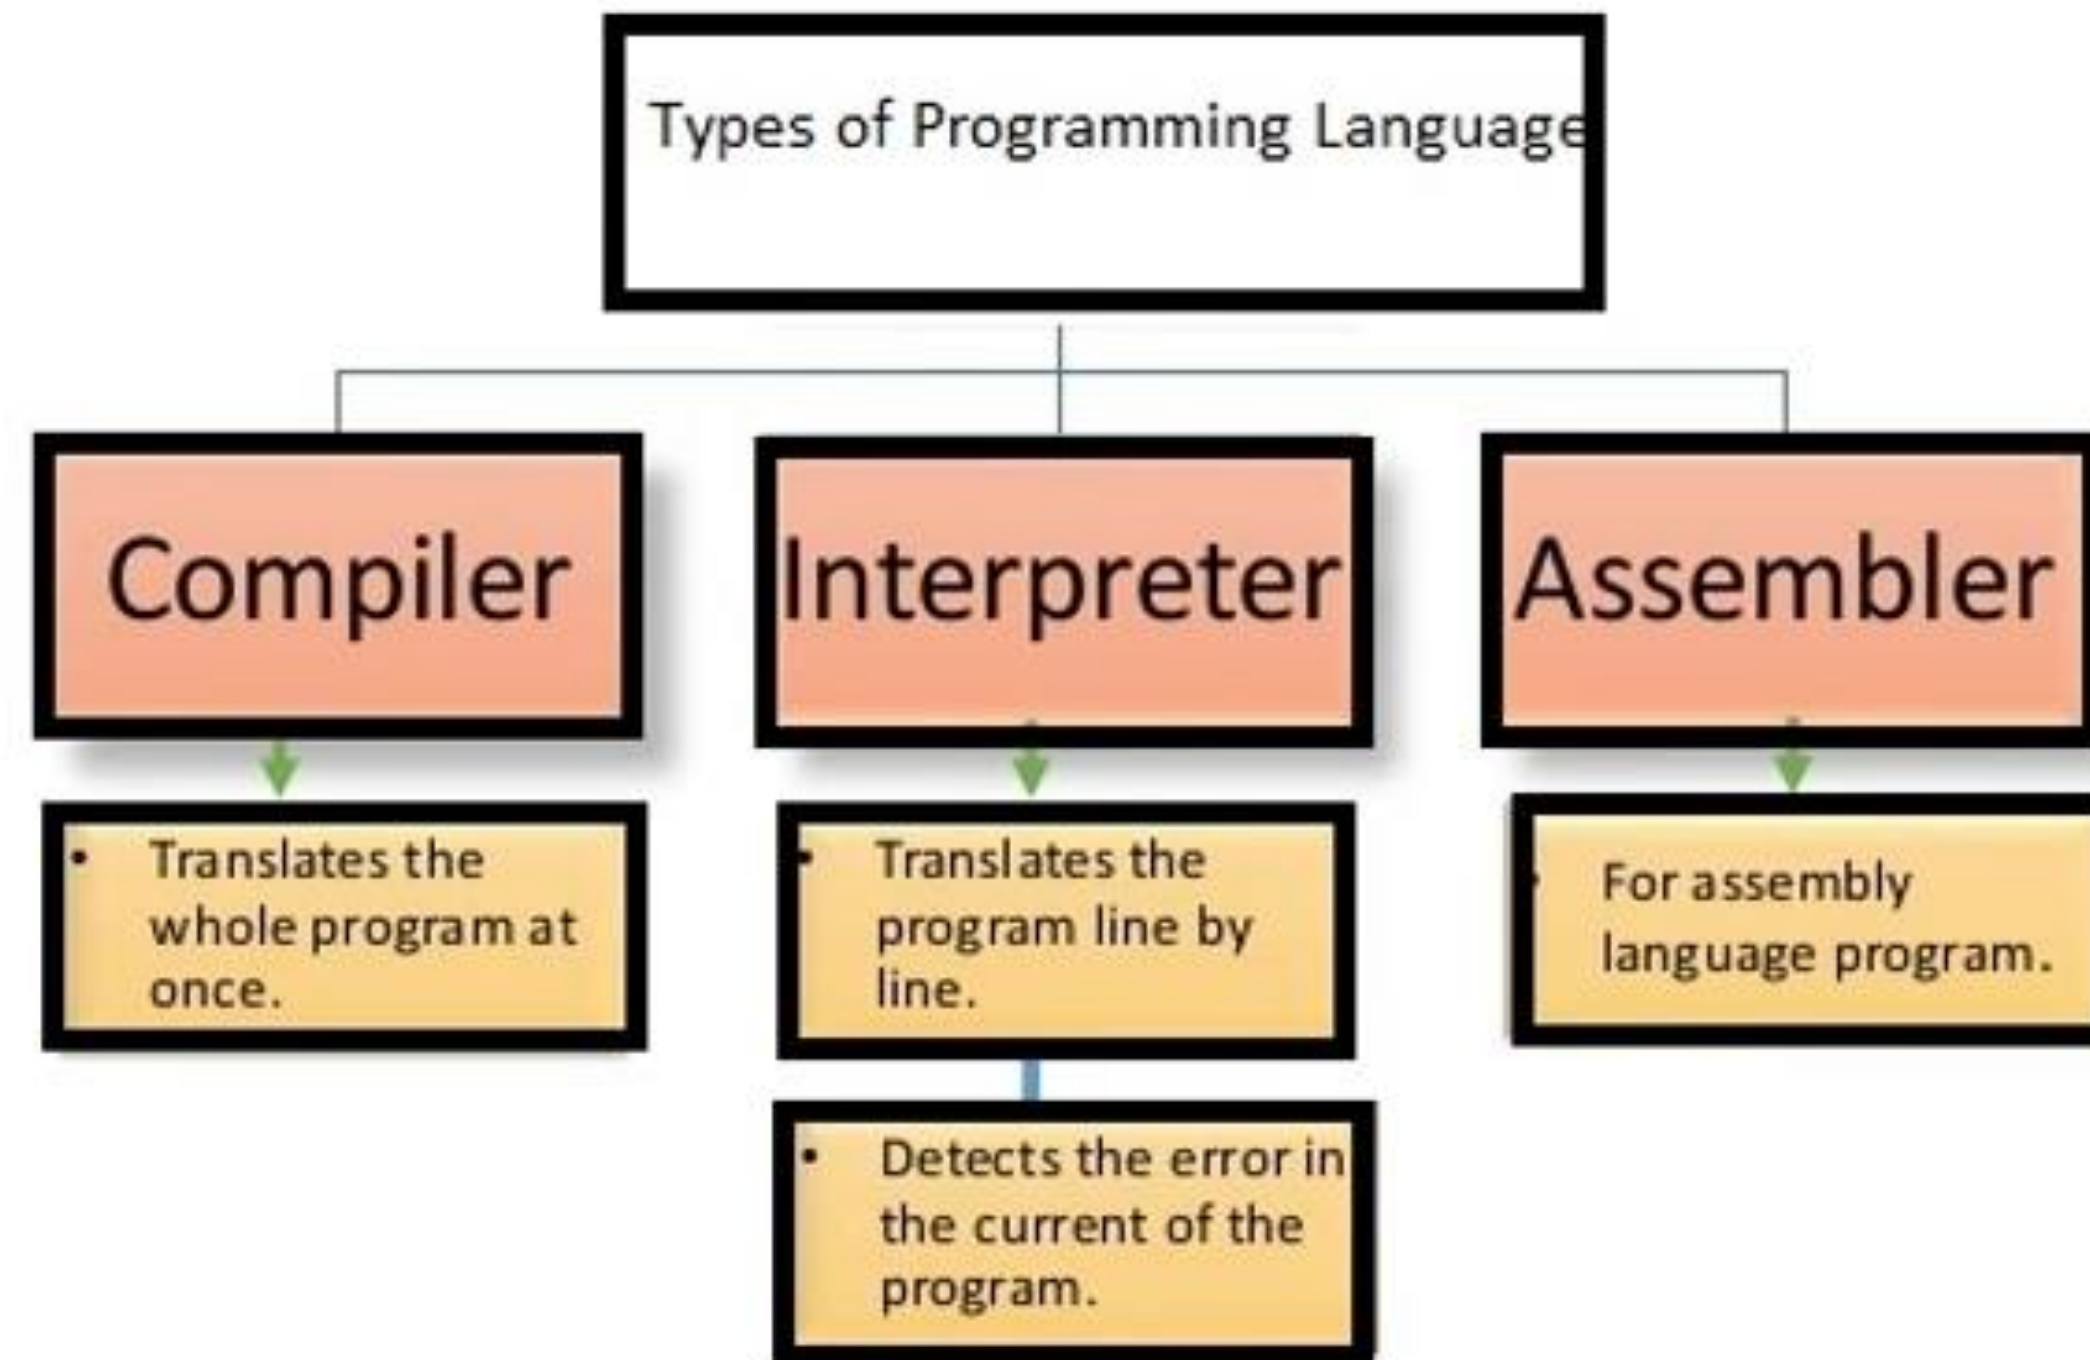 Types of Programming Language
Compiler
Interpreter
Assembler
• Translates the
whole program at
once.
• Translates the
program line by
line.
• For assembly
language program.
• Detects the error in
the current of the
program.